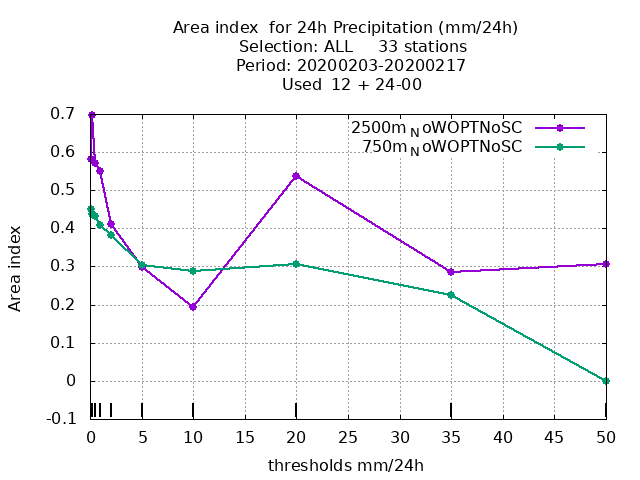 Area index  for 24h Precipitation (mm/24h)
Selection: ALL     33 stations
Period: 20200203-20200217
Used  12 + 24-00
2500m_NoWOPTNoSC
750m_NoWOPTNoSC
0.7
0.6
0.5
0.4
0.3
0.2
0.1
0
-0.1
Area index
0 5 10 15 20 25 30 35 40 45 50
thresholds mm/24h